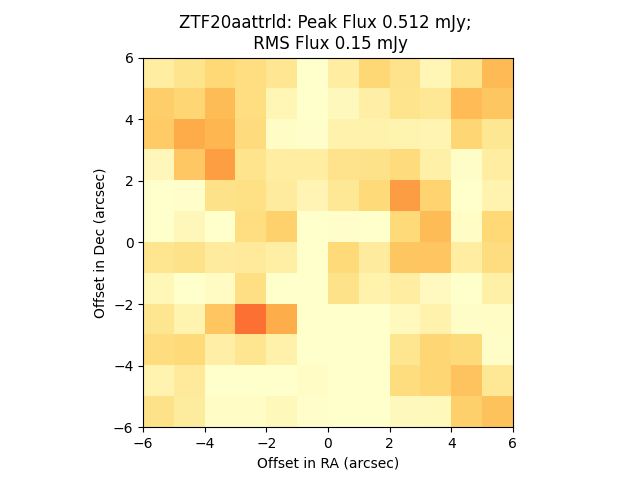 ZTF20aattrld: Peak Flux 0.512 mJy;
RMS Flux 0.15 mJy
6
4
2
0
−2
−4
−6
Offset in Dec (arcsec)
−6 −4 −2 0 2 4 6
Offset in RA (arcsec)